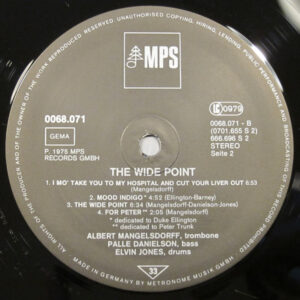 ALL RIGHTS OF THE MANUFACTURER AND OF THE OWNER OF THE WORK REPRODUCED RESERVED. UNAUTHORISED COPYING, HIRING, LENDING, PUBLIC PERFORMANCE AND BROADCASTING OF THIS RECORD PROHIBITED
MPS
0068.071
GEMA
P. 1975 MPS
RECORDS GMBH
0979
0068.071 - B
(0701.655 S 2)
666.696 S 2
STEREO
Seite 2
THE WIDE POINT
1. I MO' TAKE YOU TO MY HOSPITAL AND CUT YOUR LIVER OUT 6:53
(Mangelsdorff)
2. MOOD INDIGO* 4:52 (Ellington-Barney)
3. THE WIDE POINT 6:34 (Mangelsdorff-Danielson-Jones)
4. FOR PETER** 2:05 (Mangelsdorff)
* dedicated to Duke Ellington
** dedicated to Peter Trunk
ALBERT MANGELSDORFF, trombone
PALLE DANIELSON, bass
ELVIN JONES, drums
33
MADE IN GERMANY BY METRONOME MUSIK GMBH